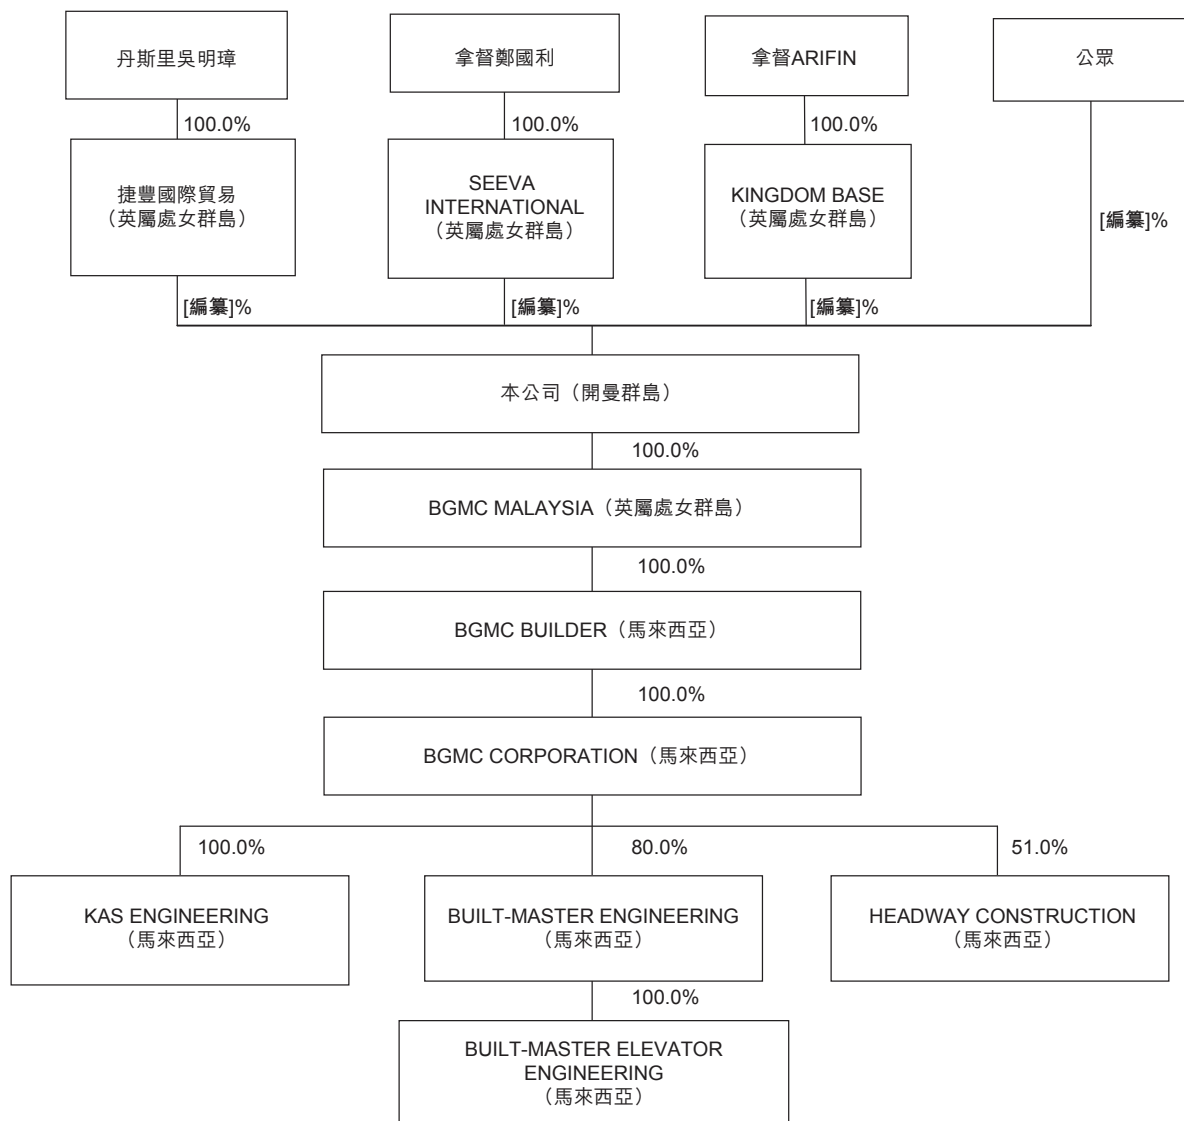 丹斯里吳明璋
拿督鄭國利
拿督ARIFIN
公眾
100.0%
100.0%
100.0%
捷豐國際貿易
（英屬處女群島）
SEEVA
INTERNATIONAL
（英屬處女群島）
KINGDOM BASE
（英屬處女群島）
[編纂]%
[編纂]%
[編纂]%
[編纂]%
本公司（開曼群島）
100.0%
BGMC MALAYSIA（英屬處女群島）
100.0%
BGMC BUILDER（馬來西亞）
100.0%
BGMC CORPORATION（馬來西亞）
100.0%
80.0%
51.0%
KAS ENGINEERING
（馬來西亞）
BUILT-MASTER ENGINEERING
（馬來西亞）
HEADWAY CONSTRUCTION
（馬來西亞）
100.0%
BUILT-MASTER ELEVATOR
ENGINEERING
（馬來西亞）